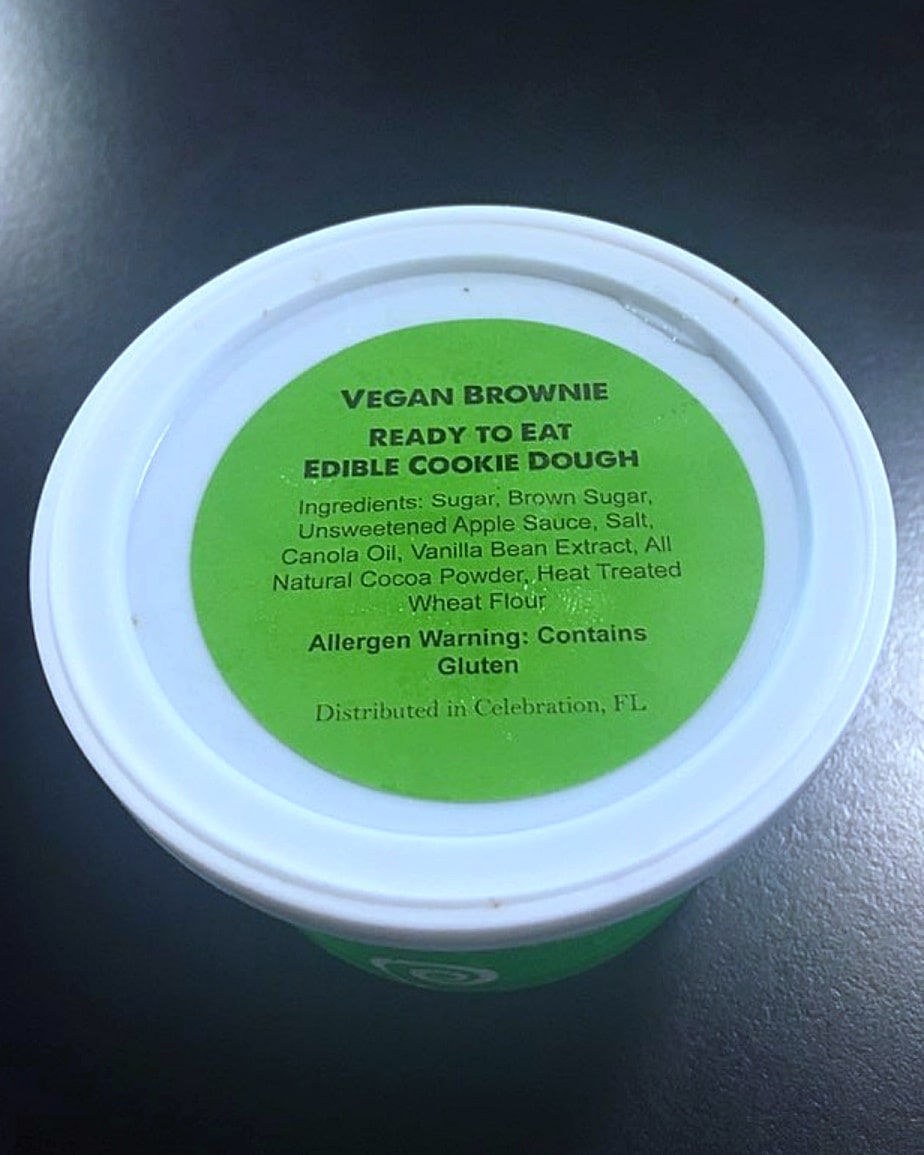 VEGAN BROWNIE
READY TO EAT
EDIBLE COOKIE DOUGH
Ingredients: Sugar, Brown Sugar,
Unsweetened Apple Sauce, Salt,
Canola Oil, Vanilla Bean Extract, All
Natural Cocoa Powder, Heat Treated
Wheat Flour
Allergen Warning: Contains
Gluten
Distributed in Celebration, FL